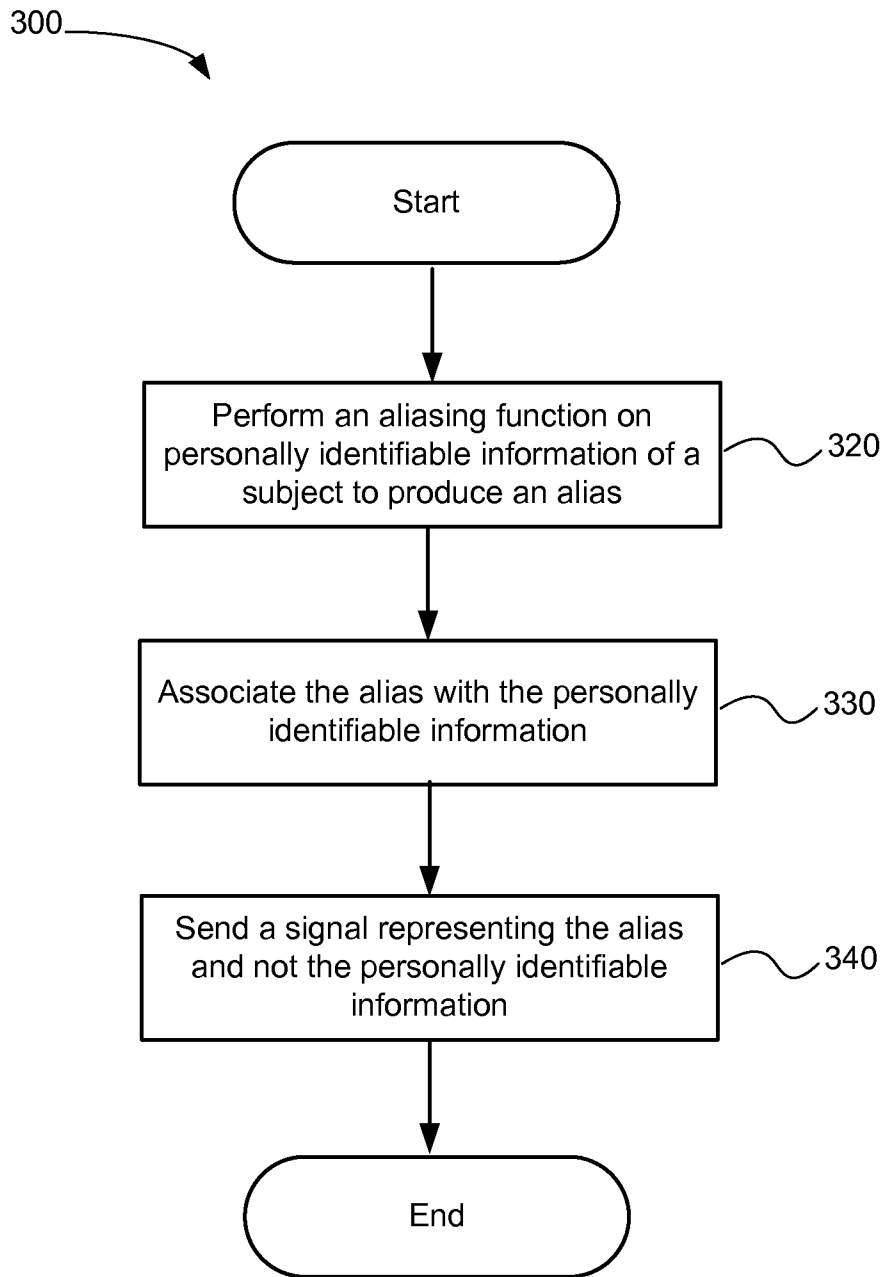 300
Start
Perform an aliasing function on
personally identifiable information of a
subject to produce an alias
320
Associate the alias with the personally
identifiable information
330
Send a signal representing the alias
and not the personally identifiable
information
340
End